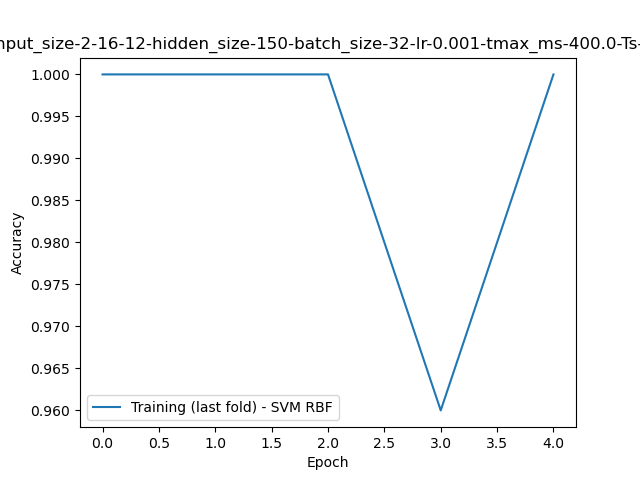 nput_size-2-16-12-hidden_size-150-batch_size-32-lr-0.001-tmax_ms-400.0-Ts-
1.000
0.995
0.990
0.985
0.980
0.975
0.970
0.965
0.960
Accuracy
Training (last fold) - SVM RBF
0.0 0.5 1.0 1.5 2.0 2.5 3.0 3.5 4.0
Epoch